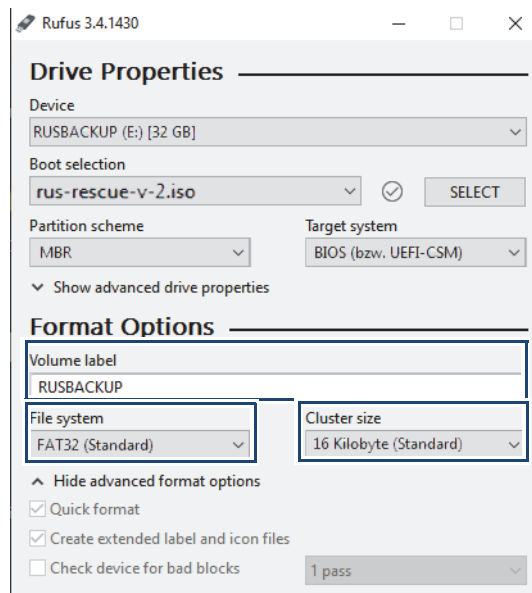 Rufus 3.4.1430
Drive Properties
Device
RUSBACKUP (E:) [32 GB]
Boot selection
rus-rescue-v-2.iso
SELECT
Partition scheme
Target system
MBR
BIOS (bzw. UEFI-CSM)
Show advanced drive properties
Format Options
Volume label
RUSBACKUP
File system
Cluster size
FAT32 (Standard)
16 Kilobyte (Standard)
Hide advanced format options
Quick format
Create extended label and icon files
Check device for bad blocks
1 pass